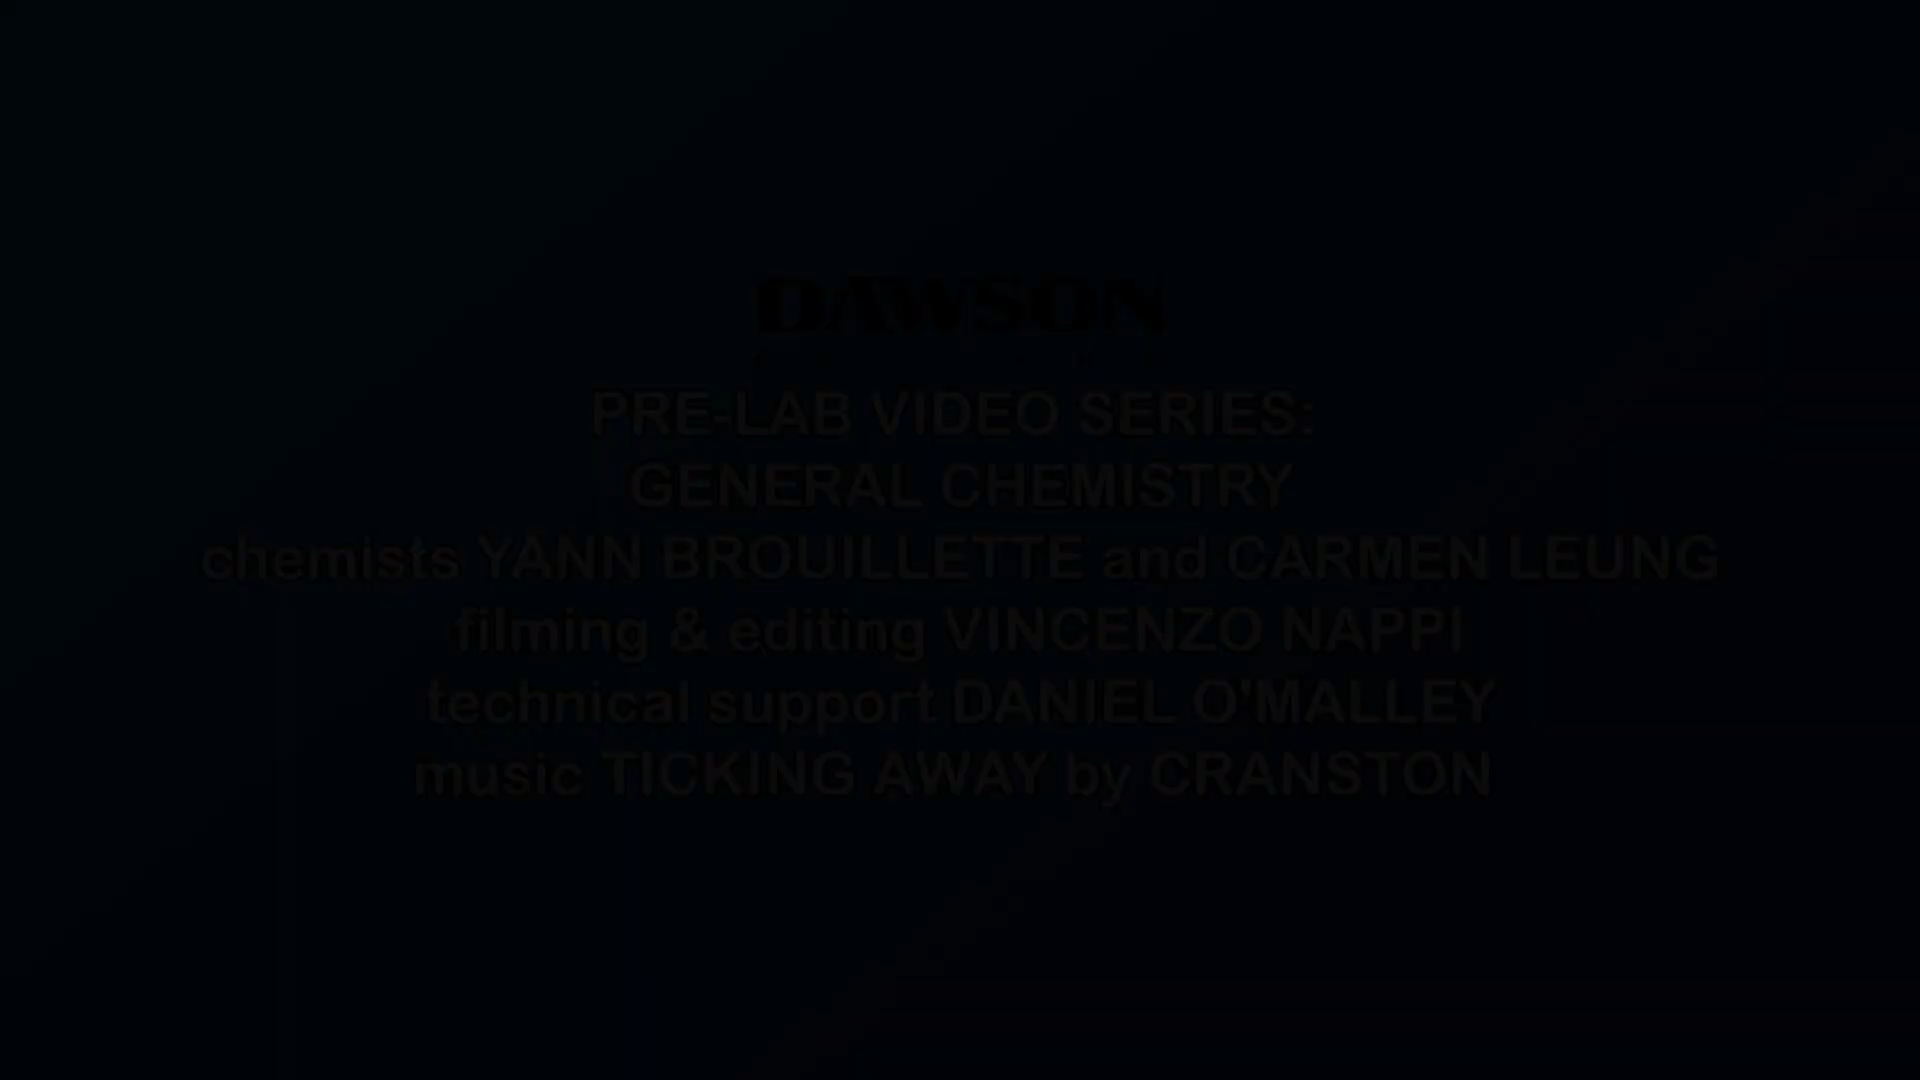 DAWSON
PRE-LAB VIDEO SERIES:
GENERAL CHEMISTRY
chemists YANN BROUILLETTE and CARMEN LEUNG
filming & editing VINCENZO NAPPI
technical support DANIEL O'MALLEY
music TICKING AWAY by CRANSTON